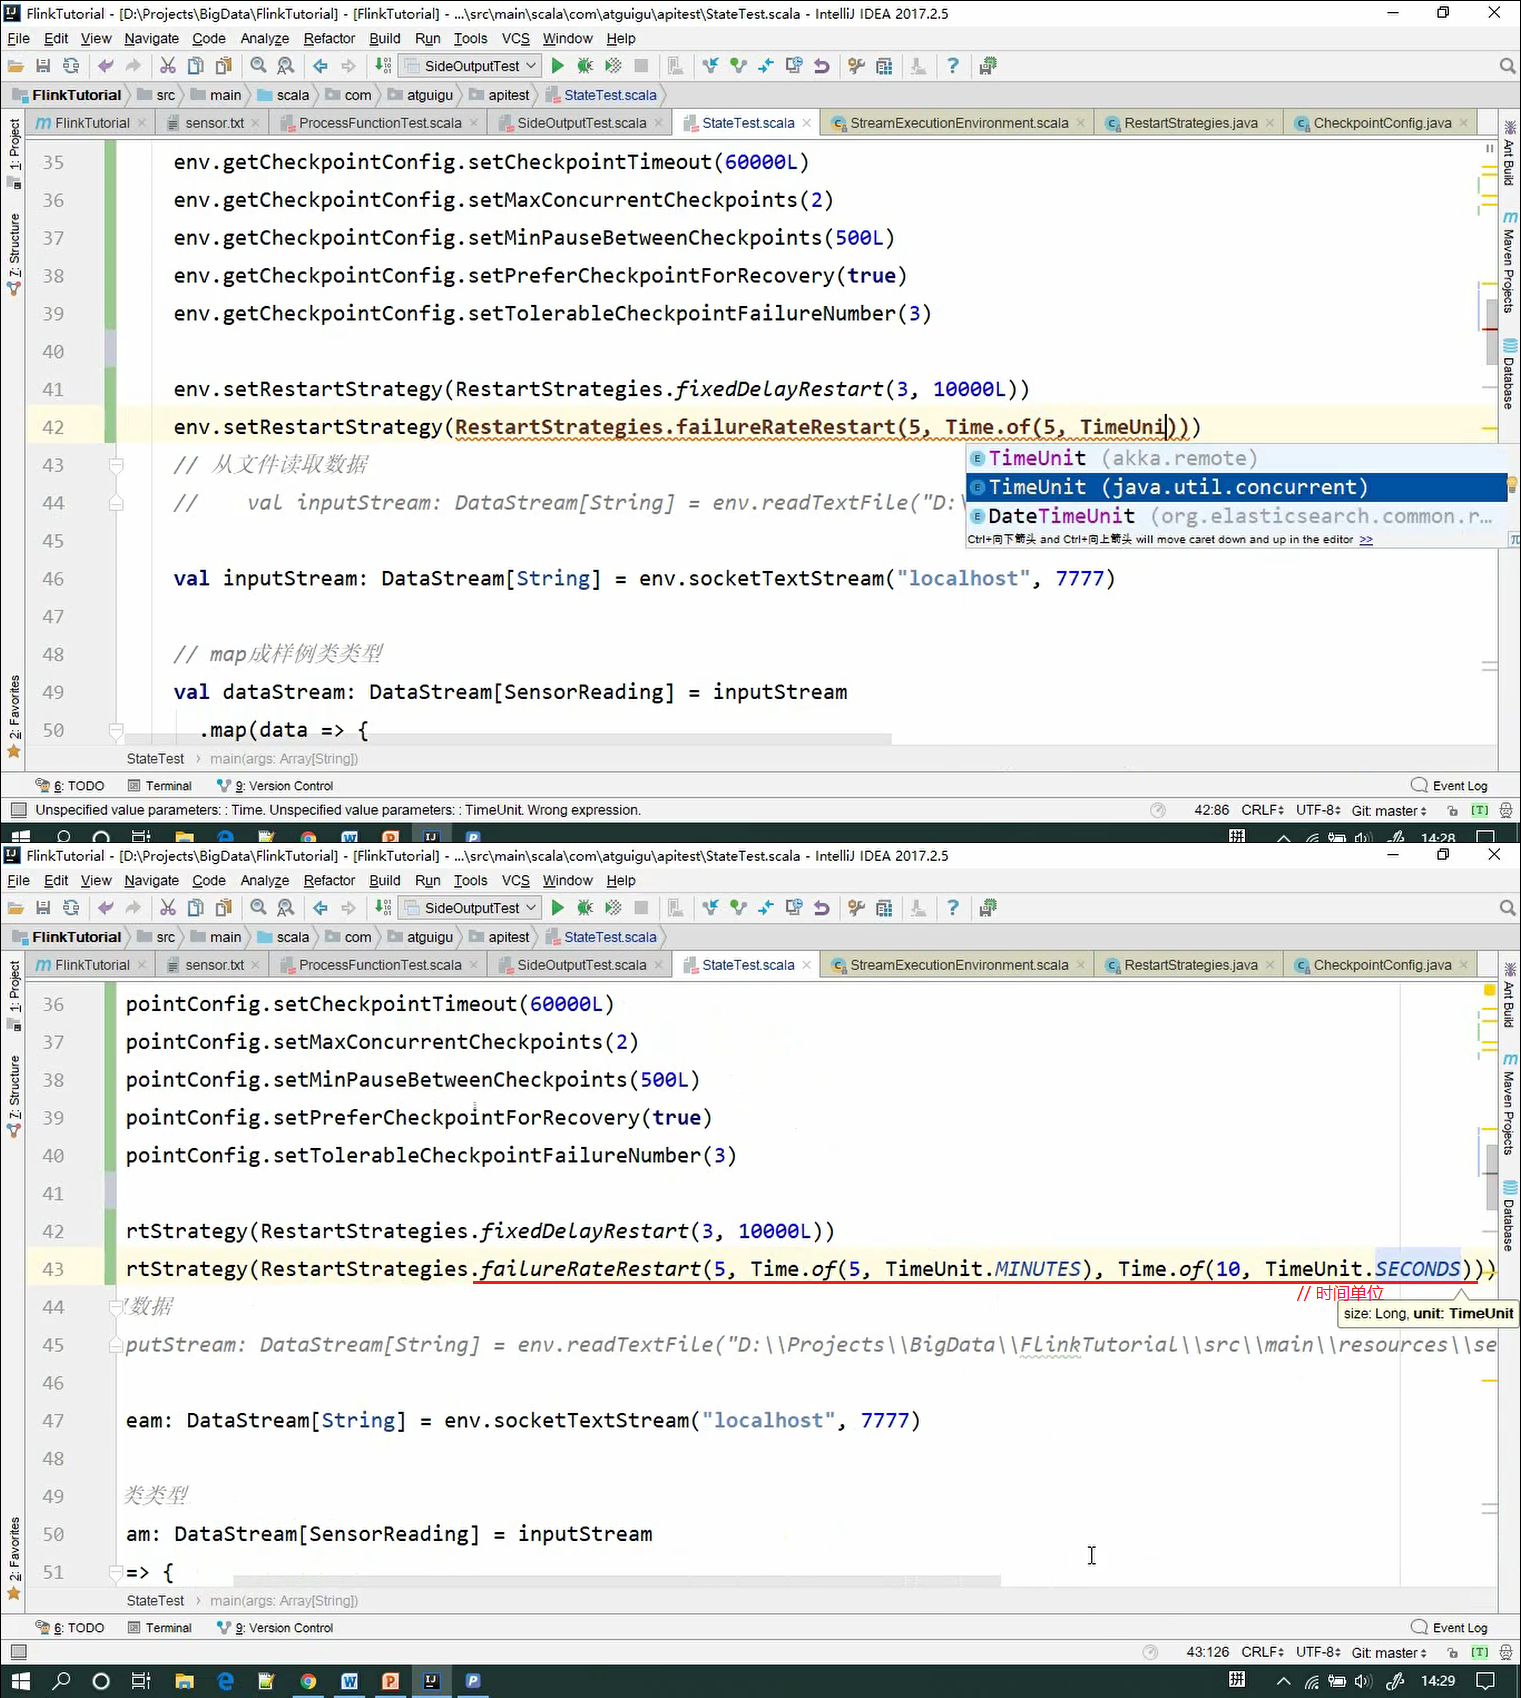 FlinkTutorial - [D:\Projects\BigData\FlinkTutorial] - [FlinkTutorial] - ...\src\main\scala\com\atguigu\apitest\StateTest.scala - IntelliJ IDEA 2017.2.5
File Edit View Navigate Code Analyze Refactor Build Run Tools VCS Window Help
SideOutputTest
FlinkTutorial src main scala com atguigu apitest StateTest.scala
FlinkTutorial sensor.txt ProcessFunctionTest.scala SideOutputTest.scala StateTest.scala StreamExecutionEnvironment.scala RestartStrategies.java CheckpointConfig.java
1: Project
7: Structure
2: Favorites
Ant Build
Maven Projects
Database
35 env.getCheckpointConfig.setCheckpointTimeout(60000L)
36 env.getCheckpointConfig.setMaxConcurrentCheckpoints(2)
37 env.getCheckpointConfig.setMinPauseBetweenCheckpoints(500L)
38 env.getCheckpointConfig.setPreferCheckpointForRecovery(true)
39 env.getCheckpointConfig.setTolerableCheckpointFailureNumber(3)
40
41 env.setRestartStrategy(RestartStrategies.fixedDelayRestart(3, 10000L))
42 env.setRestartStrategy(RestartStrategies.failureRateRestart(5, Time.of(5, TimeUni)))
TimeUnit (akka.remote)
TimeUnit (java.util.concurrent)
DateTimeUnit (org.elasticsearch.common.r...
Ctrl+向下箭头 and Ctrl+向上箭头 will move caret down and up in the editor >>
43 // 从文件读取数据
44 // val inputStream: DataStream[String] = env.readTextFile("D:\
45
46 val inputStream: DataStream[String] = env.socketTextStream("localhost", 7777)
47
48 // map成样例类类型
49 val dataStream: DataStream[SensorReading] = inputStream
50 .map(data => {
StateTest main(args: Array[String])
6: TODO Terminal 9: Version Control Event Log
Unspecified value parameters: : Time. Unspecified value parameters: : TimeUnit. Wrong expression. 42:86 CRLF UTF-8 Git: master [T]
拼 14:28
FlinkTutorial - [D:\Projects\BigData\FlinkTutorial] - [FlinkTutorial] - ...\src\main\scala\com\atguigu\apitest\StateTest.scala - IntelliJ IDEA 2017.2.5
File Edit View Navigate Code Analyze Refactor Build Run Tools VCS Window Help
SideOutputTest
FlinkTutorial src main scala com atguigu apitest StateTest.scala
FlinkTutorial sensor.txt ProcessFunctionTest.scala SideOutputTest.scala StateTest.scala StreamExecutionEnvironment.scala RestartStrategies.java CheckpointConfig.java
1: Project
7: Structure
2: Favorites
Ant Build
Maven Projects
Database
36 pointConfig.setCheckpointTimeout(60000L)
37 pointConfig.setMaxConcurrentCheckpoints(2)
38 pointConfig.setMinPauseBetweenCheckpoints(500L)
39 pointConfig.setPreferCheckpointForRecovery(true)
40 pointConfig.setTolerableCheckpointFailureNumber(3)
41
42 rtStrategy(RestartStrategies.fixedDelayRestart(3, 10000L))
43 rtStrategy(RestartStrategies.failureRateRestart(5, Time.of(5, TimeUnit.MINUTES), Time.of(10, TimeUnit.SECONDS)))
// 时间单位
size: Long, unit: TimeUnit
44 取数据
45 putStream: DataStream[String] = env.readTextFile("D:\\Projects\\BigData\\FlinkTutorial\\src\\main\\resources\\se
46
47 eam: DataStream[String] = env.socketTextStream("localhost", 7777)
48
49 类类型
50 am: DataStream[SensorReading] = inputStream
51 => {
StateTest main(args: Array[String])
6: TODO Terminal 9: Version Control Event Log
43:126 CRLF UTF-8 Git: master [T]
拼 14:29